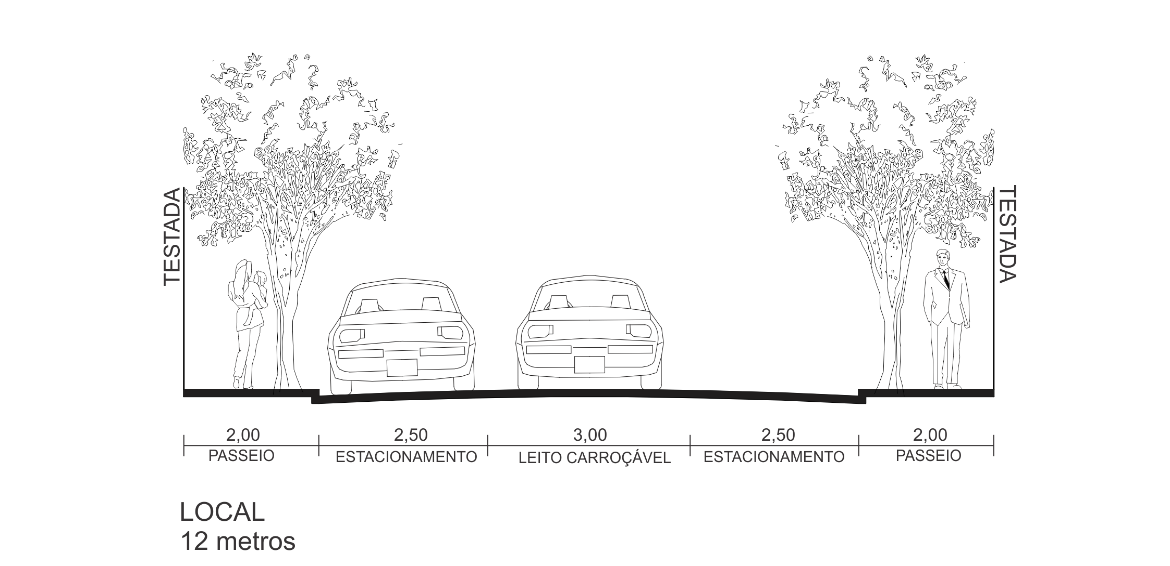 TESTADA
TESTADA
2,00 2,50 3,00 2,50 2,00
PASSEIO ESTACIONAMENTO LEITO CARROÇÁVEL ESTACIONAMENTO PASSEIO
LOCAL
12 metros